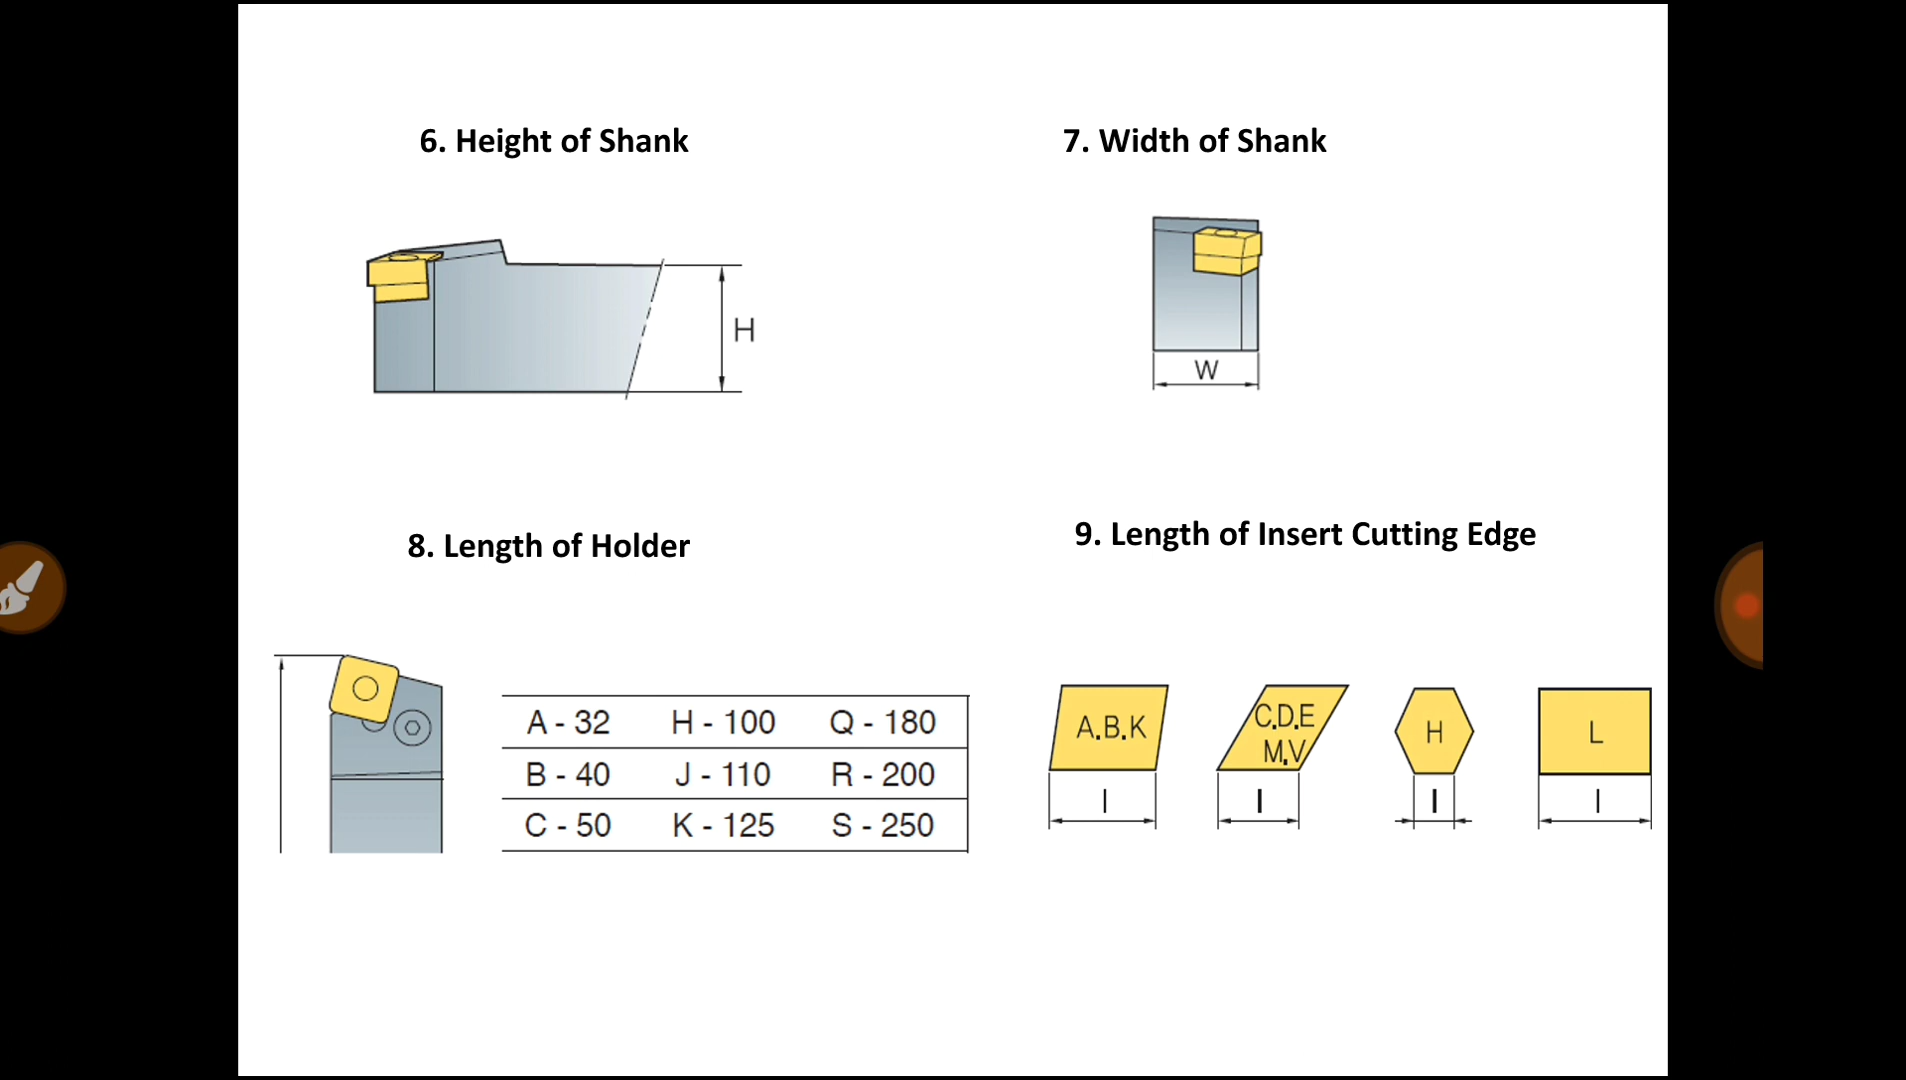 6. Height of Shank
7. Width of Shank
H
W
8. Length of Holder
9. Length of Insert Cutting Edge
A - 32 H - 100 Q - 180
B - 40 J - 110 R - 200
C - 50 K - 125 S - 250
A.B.K
C.D.E
M.V
H
L
l
l
l
l